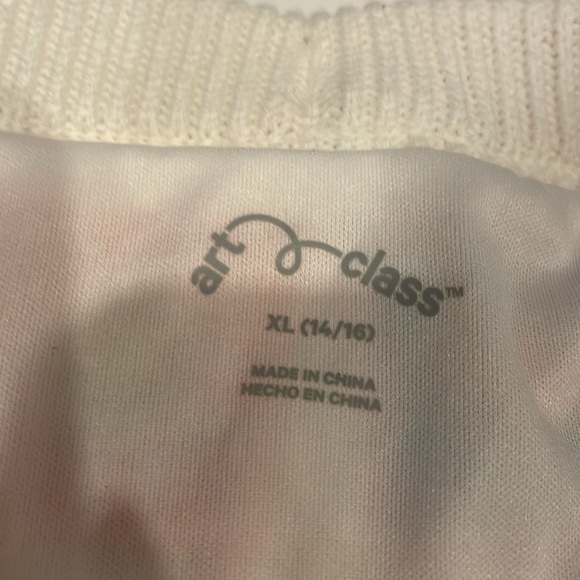 art class™
XL (14/16)
MADE IN CHINA
HECHO EN CHINA